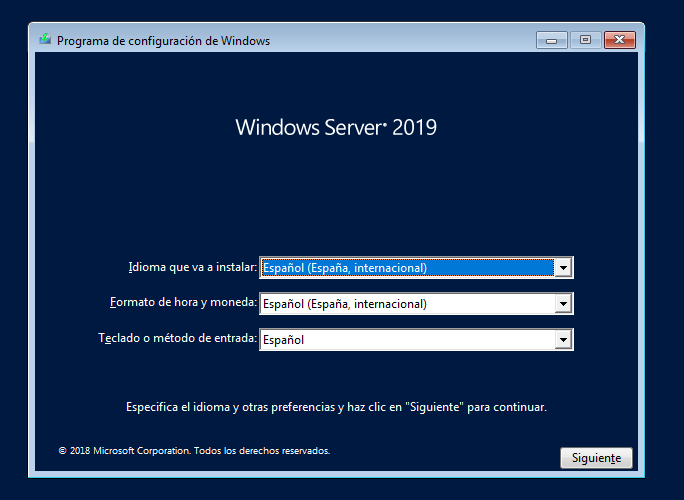 Programa de configuración de Windows
Windows Server® 2019
Idioma que va a instalar: Español (España, internacional)
Formato de hora y moneda: Español (España, internacional)
Teclado o método de entrada: Español
Especifica el idioma y otras preferencias y haz clic en "Siguiente" para continuar.
© 2018 Microsoft Corporation. Todos los derechos reservados.
Siguiente